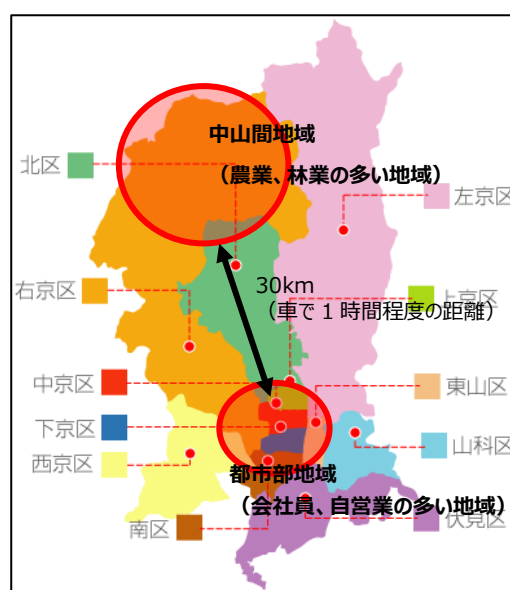 中山間地域
(農業、林業の多い地域)
北区
左京区
30km
(車で1時間程度の距離)
右京区
上京区
中京区
東山区
下京区
山科区
西京区
都市部地域
(会社員、自営業の多い地域)
南区
伏見区